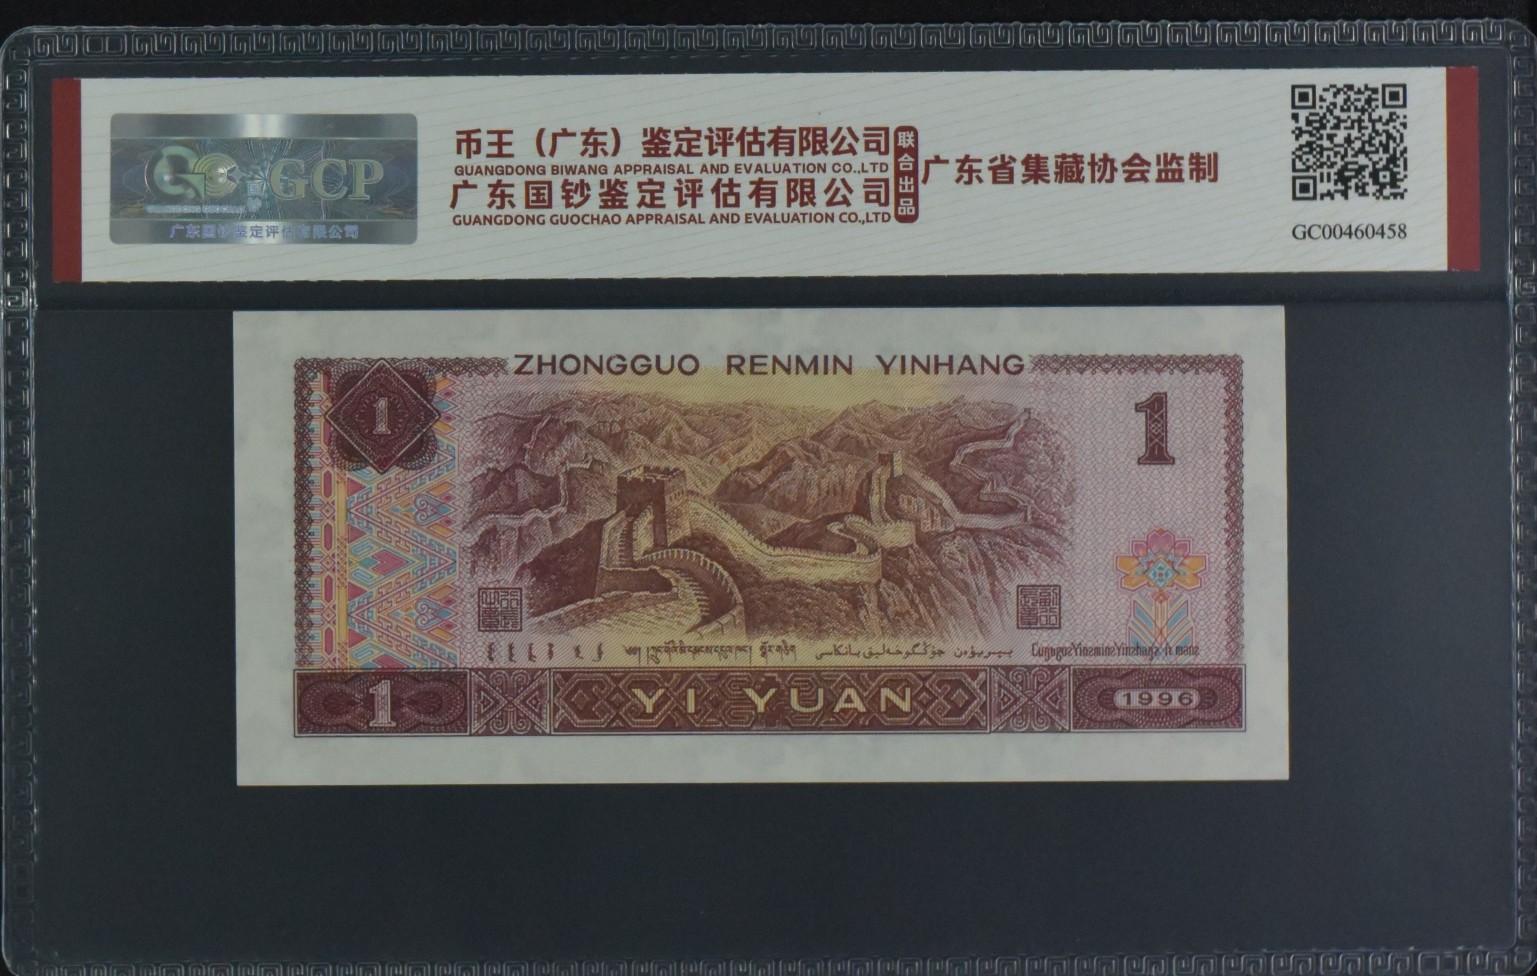 GCP
广东国钞鉴定评估有限公司
币王（广东）鉴定评估有限公司
GUANGDONG BIWANG APPRAISAL AND EVALUATION CO.,LTD
广东国钞鉴定评估有限公司
GUANGDONG GUOCHAO APPRAISAL AND EVALUATION CO.,LTD
联合出品
广东省集藏协会监制
GC00460458
ZHONGGUO RENMIN YINHANG
1
1
1
YI YUAN
1996